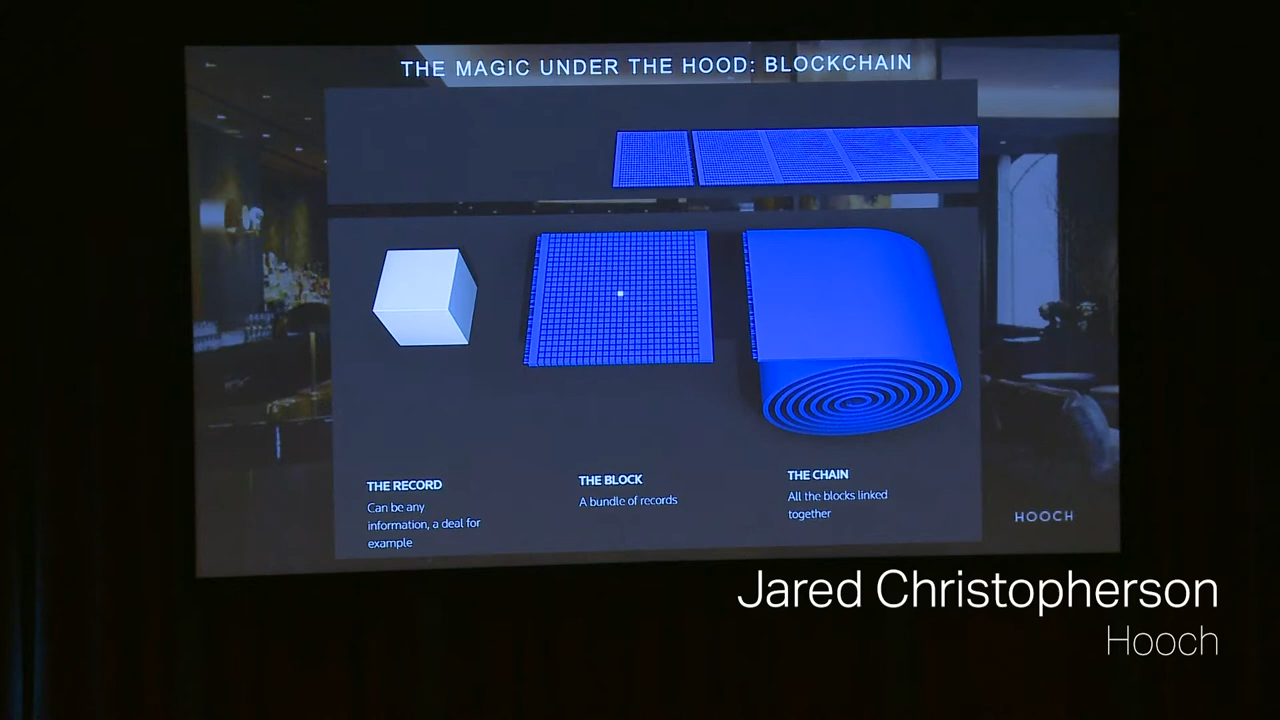 THE MAGIC UNDER THE HOOD: BLOCKCHAIN
THE RECORD
Can be any
information, a deal for
example
THE BLOCK
A bundle of records
THE CHAIN
All the blocks linked
together
HOOCH
Jared Christopherson
Hooch